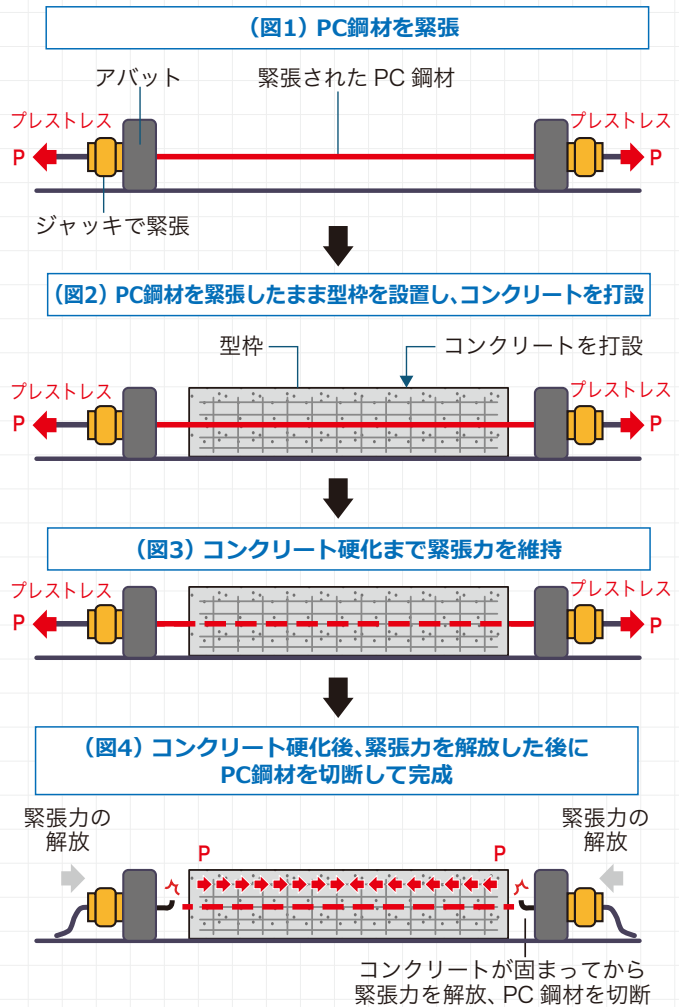 （図1）PC鋼材を緊張
アバット
緊張された PC 鋼材
プレストレス
プレストレス
P
P
ジャッキで緊張
（図2）PC鋼材を緊張したまま型枠を設置し、コンクリートを打設
型枠
コンクリートを打設
プレストレス
プレストレス
P
P
（図3）コンクリート硬化まで緊張力を維持
プレストレス
プレストレス
P
P
（図4）コンクリート硬化後、緊張力を解放した後に
PC鋼材を切断して完成
緊張力の
解放
緊張力の
解放
P
P
コンクリートが固まってから
緊張力を解放、PC 鋼材を切断